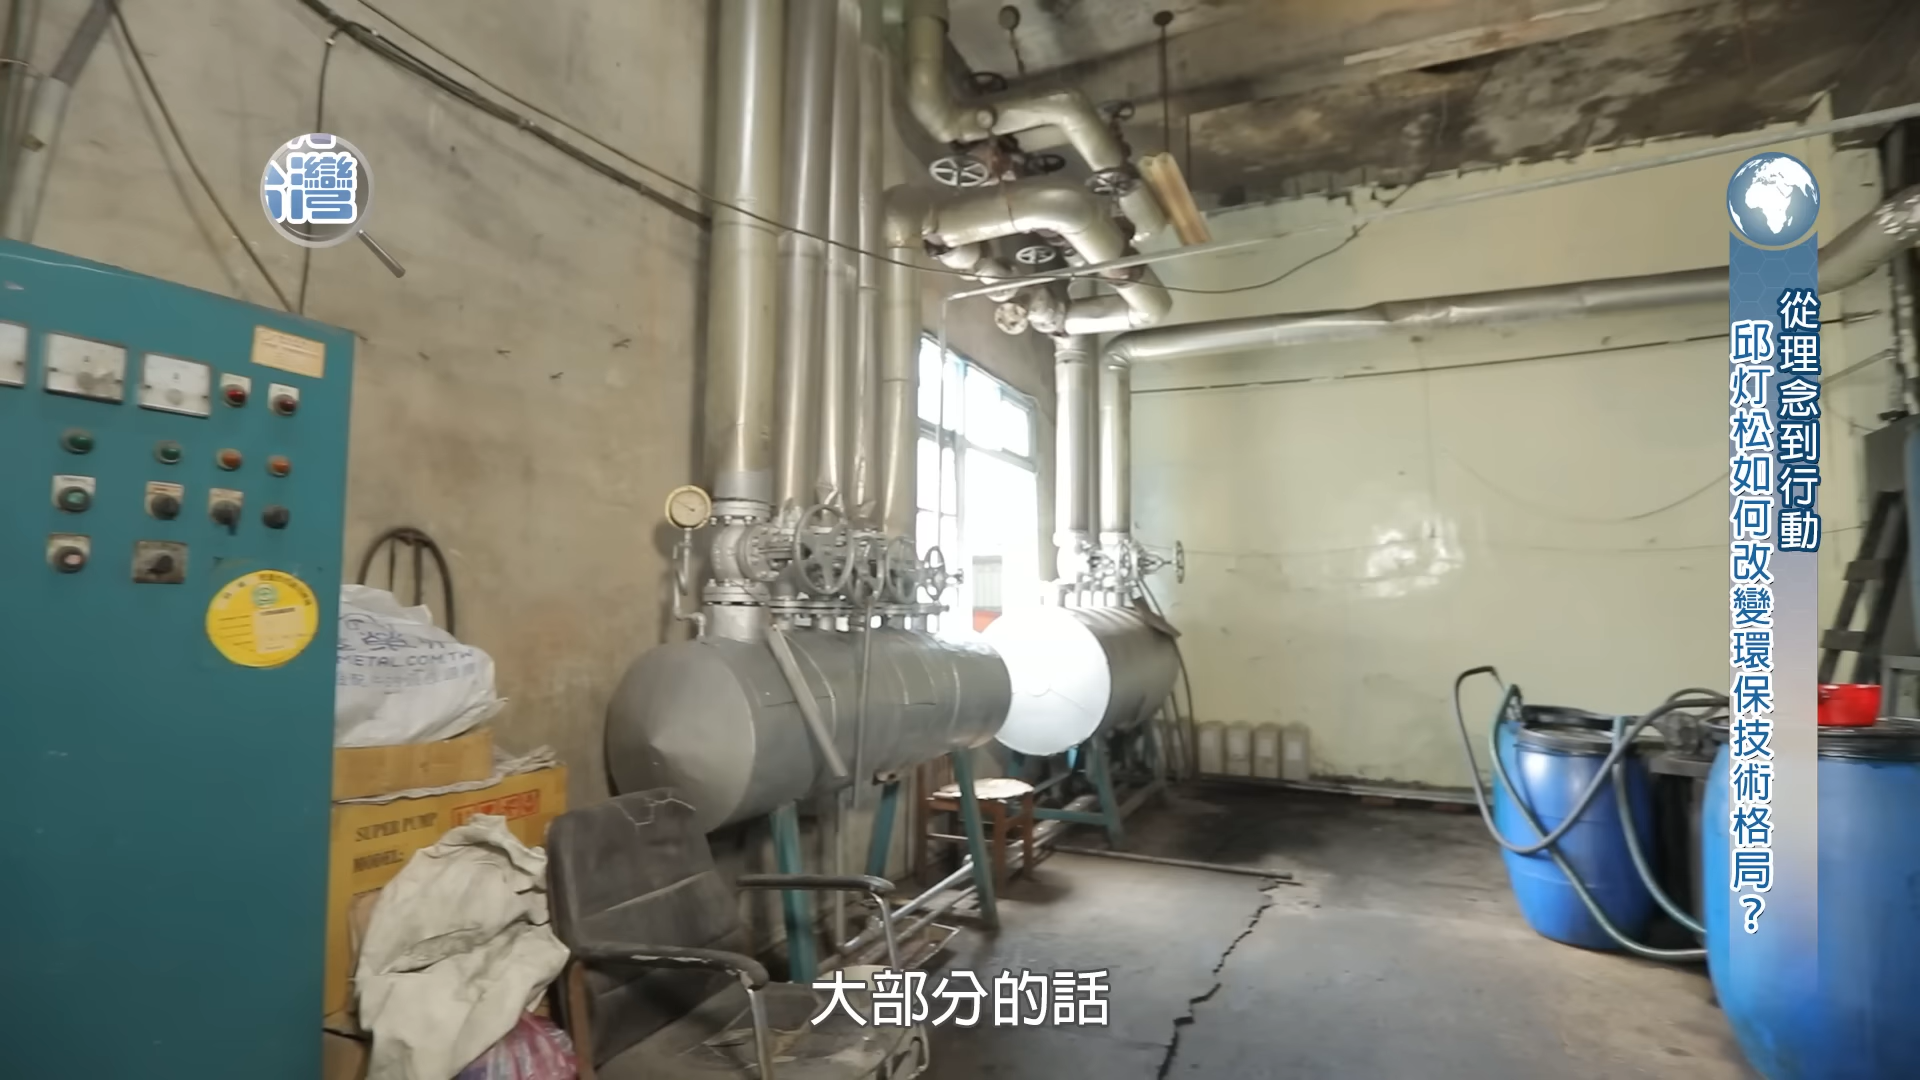 灣
從理念到行動
邱灯松如何改變環保技術格局？
METAL.COM.TW
SUPER PUMP
MODEL:
大部分的話